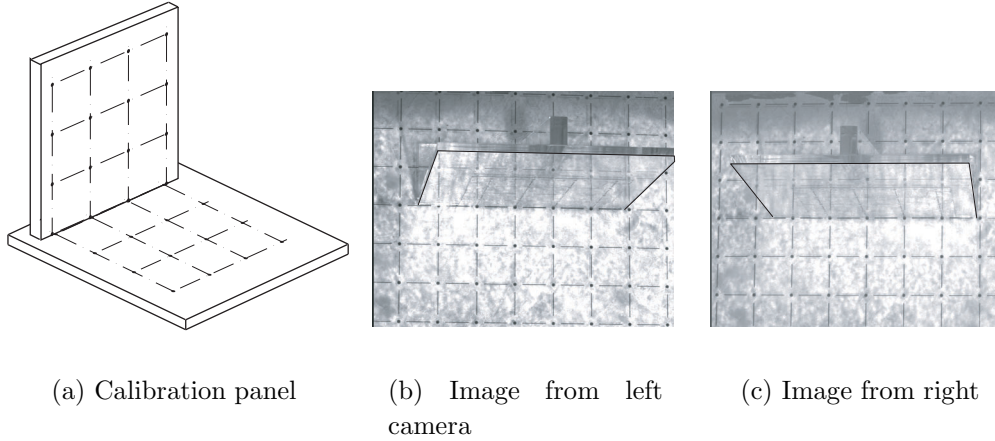 (a) Calibration panel
(b) Image from left
camera
(c) Image from right